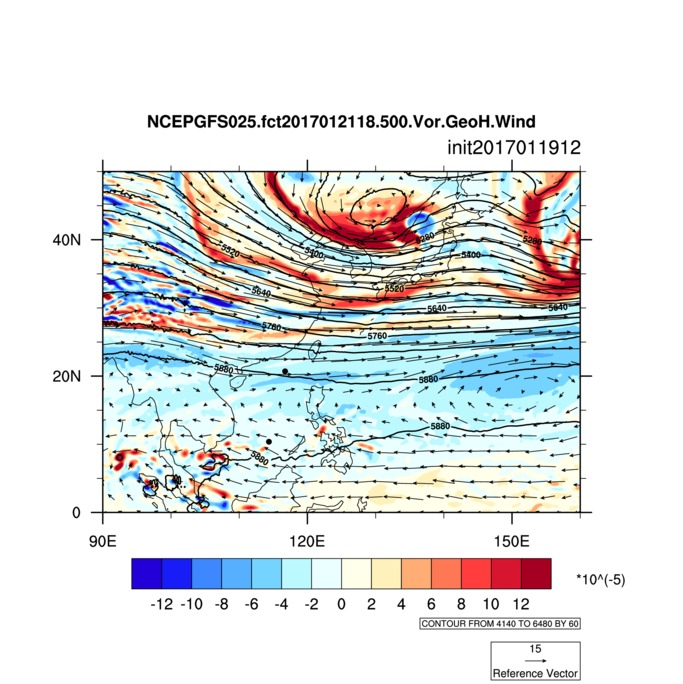 NCEPGFS025.fct2017012118.500.Vor.GeoH.Wind
init2017011912
40N
20N
0
90E 120E 150E
5520 5400 5280 5400 5280
5640 5520 5640 5640
5760 5760
5880 5880
5880 5880
-12 -10 -8 -6 -4 -2 0 2 4 6 8 10 12
*10^(-5)
CONTOUR FROM 4140 TO 6480 BY 60
15
Reference Vector